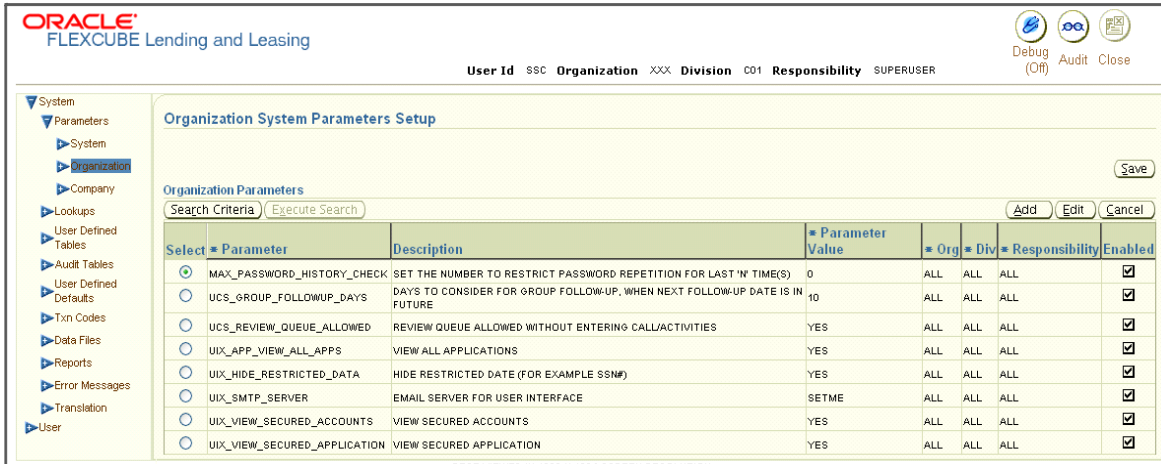 ORACLE
FLEXCUBE Lending and Leasing
Debug (Off)
Audit
Close
User Id SSC Organization XXX Division C01 Responsibility SUPERUSER
System
Parameters
System
Organization
Company
Lookups
User Defined Tables
Audit Tables
User Defined Defaults
Txn Codes
Data Files
Reports
Error Messages
Translation
User
Organization System Parameters Setup
Save
Organization Parameters
Search Criteria Execute Search Add Edit Cancel
Select * Parameter Description * Parameter Value * Org * Div * Responsibility Enabled
MAX_PASSWORD_HISTORY_CHECK SET THE NUMBER TO RESTRICT PASSWORD REPETITION FOR LAST 'N' TIME(S) 0 ALL ALL ALL
UCS_GROUP_FOLLOWUP_DAYS DAYS TO CONSIDER FOR GROUP FOLLOW-UP, WHEN NEXT FOLLOW-UP DATE IS IN FUTURE 10 ALL ALL ALL
UCS_REVIEW_QUEUE_ALLOWED REVIEW QUEUE ALLOWED WITHOUT ENTERING CALL/ACTIVITIES YES ALL ALL ALL
UIX_APP_VIEW_ALL_APPS VIEW ALL APPLICATIONS YES ALL ALL ALL
UIX_HIDE_RESTRICTED_DATA HIDE RESTRICTED DATE (FOR EXAMPLE SSN#) YES ALL ALL ALL
UIX_SMTP_SERVER EMAIL SERVER FOR USER INTERFACE SETME ALL ALL ALL
UIX_VIEW_SECURED_ACCOUNTS VIEW SECURED ACCOUNTS YES ALL ALL ALL
UIX_VIEW_SECURED_APPLICATION VIEW SECURED APPLICATION YES ALL ALL ALL